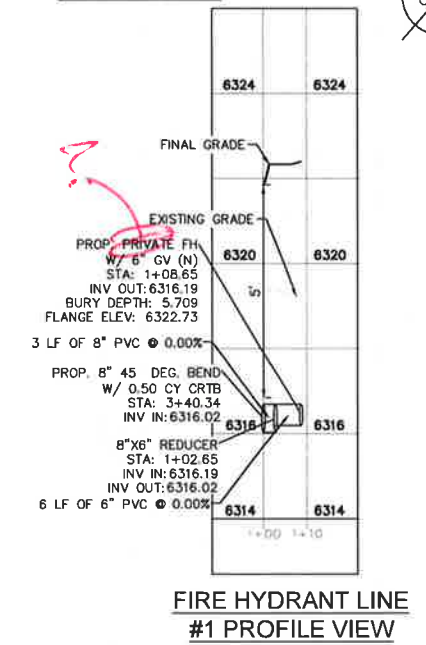 6324 6324
FINAL GRADE
?
EXISTING GRADE
PROP. PRIVATE FH
W/ 6" GV (N)
STA: 1+08.65
INV OUT:6316.19
BURY DEPTH: 5.709
FLANGE ELEV: 6322.73
6320 6320
5'
3 LF OF 8" PVC @ 0.00%
PROP. 8" 45 DEG. BEND
W/ 0.50 CY CRTB
STA: 3+40.34
INV IN:6316.02
6316 6316
8"X6" REDUCER
STA: 1+02.65
INV IN:6316.19
INV OUT:6316.02
6 LF OF 6" PVC @ 0.00%
6314 6314
1+00 1+10
FIRE HYDRANT LINE
#1 PROFILE VIEW